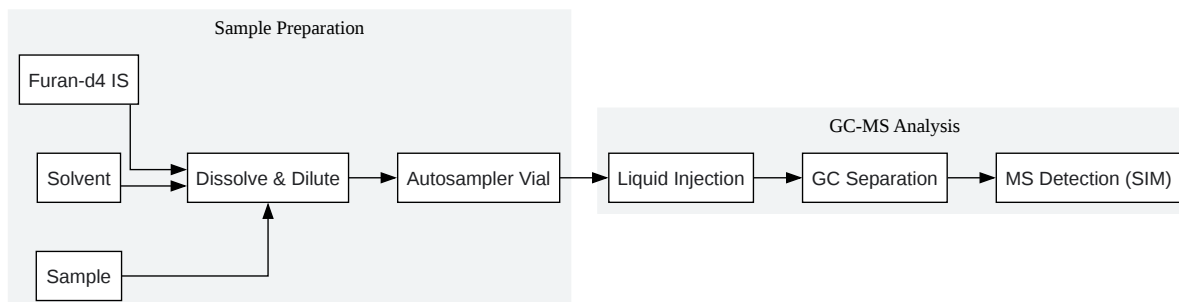 Sample Preparation
Furan-d4 IS
Solvent
Dissolve & Dilute
Autosampler Vial
Sample
GC-MS Analysis
Liquid Injection
GC Separation
MS Detection (SIM)